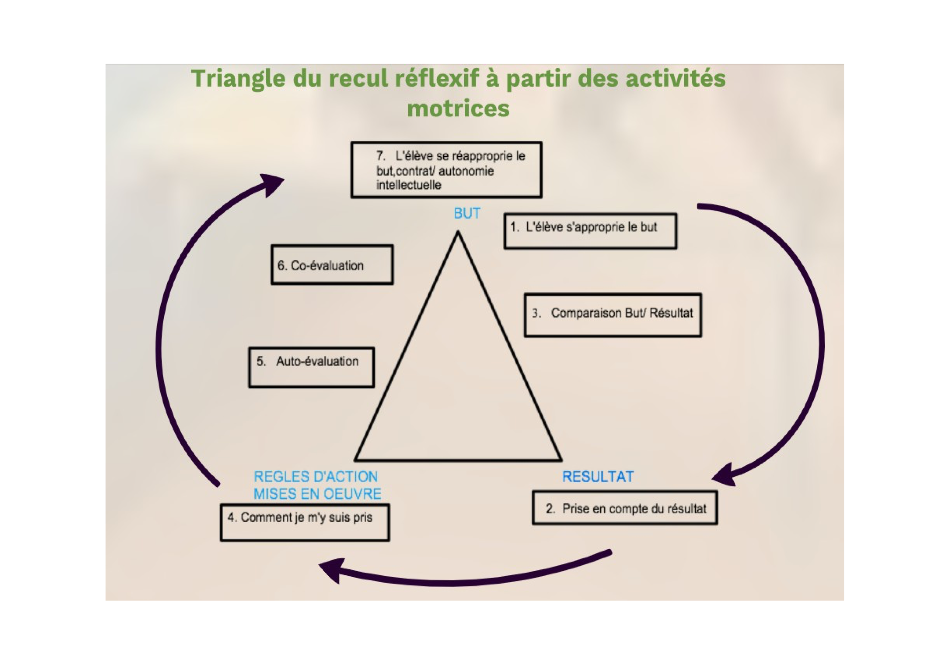 Triangle du recul réflexif à partir des activités
motrices
7. L'élève se réapproprie le
but,contrat/ autonomie
intellectuelle
BUT
1. L'élève s'approprie le but
6. Co-évaluation
3. Comparaison But/ Résultat
5. Auto-évaluation
REGLES D'ACTION
MISES EN OEUVRE
RESULTAT
4. Comment je m'y suis pris
2. Prise en compte du résultat